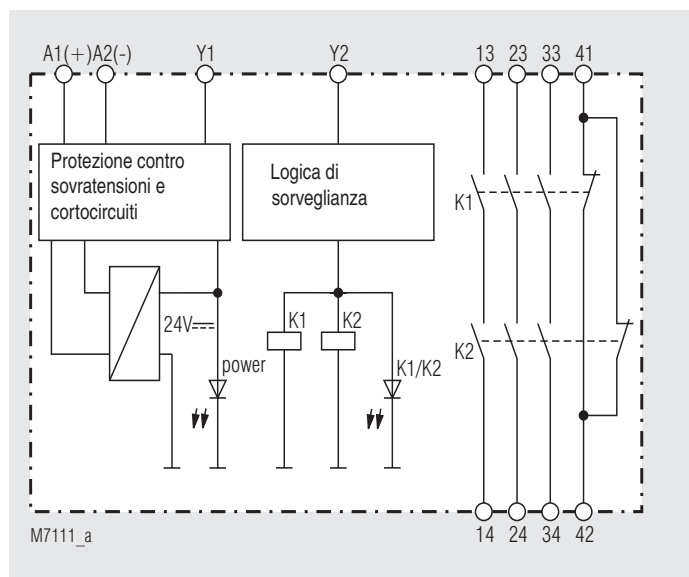 A1(+) A2(-) Y1 Y2 13 23 33 41
Protezione contro
sovratensioni e
cortocircuiti
Logica di
sorveglianza
K1
24V
K1 K2
K2
power
K1/K2
M7111_a
14 24 34 42